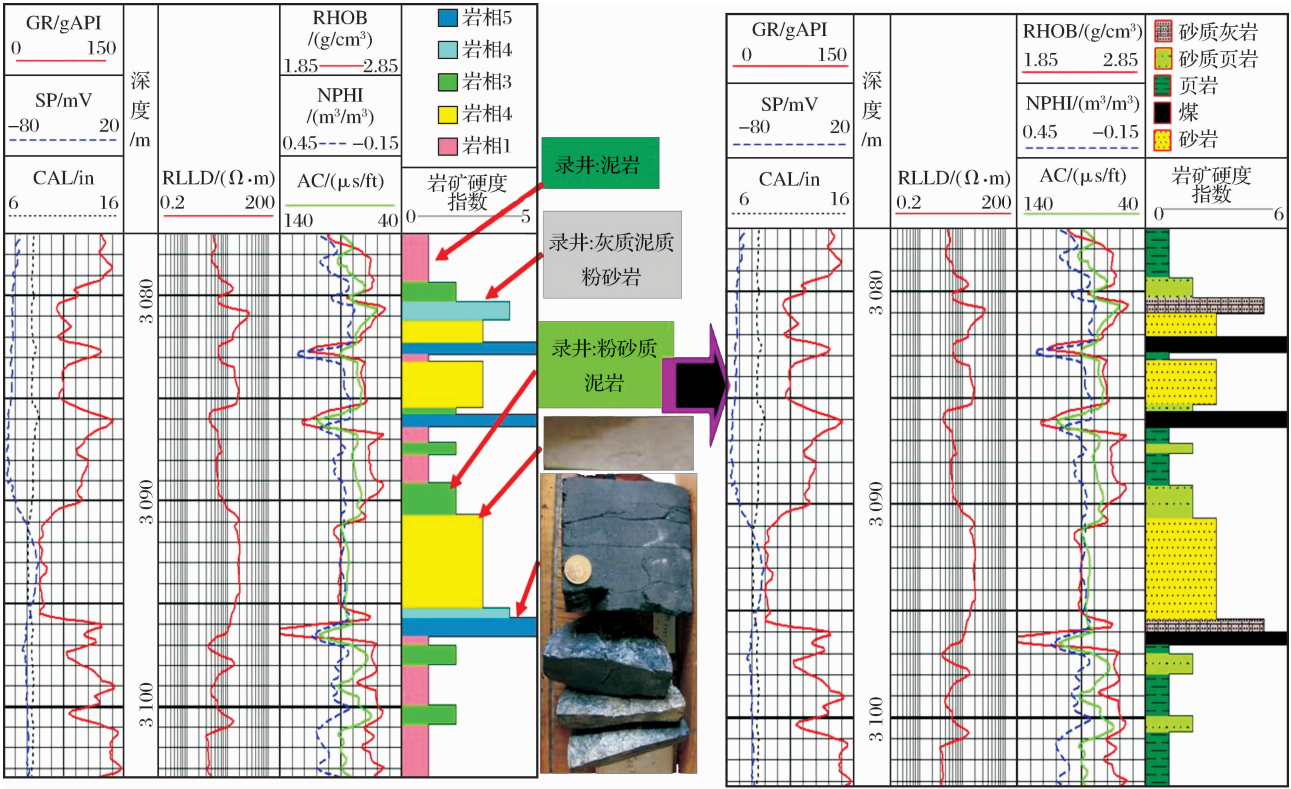 GR/gAPI
0 150
SP/mV
−80 20
CAL/in
6 16
深
度
/m
RLLD/(Ω·m)
0.2 200
RHOB
/(g/cm³)
1.85 2.85
NPHI
/(m³/m³)
0.45 −0.15
AC/(μs/ft)
140 40
岩相5
岩相4
岩相3
岩相4
岩相1
岩矿硬度
指数
0 5
3 080
3 090
3 100
录井:泥岩
录井:灰质泥质
粉砂岩
录井:粉砂质
泥岩
GR/gAPI
0 150
SP/mV
−80 20
CAL/in
6 16
深
度
/m
RLLD/(Ω·m)
0.2 200
RHOB/(g/cm³)
1.85 2.85
NPHI/(m³/m³)
0.45 −0.15
AC/(μs/ft)
140 40
砂质灰岩
砂质页岩
页岩
煤
砂岩
岩矿硬度
指数
0 6
3 080
3 090
3 100